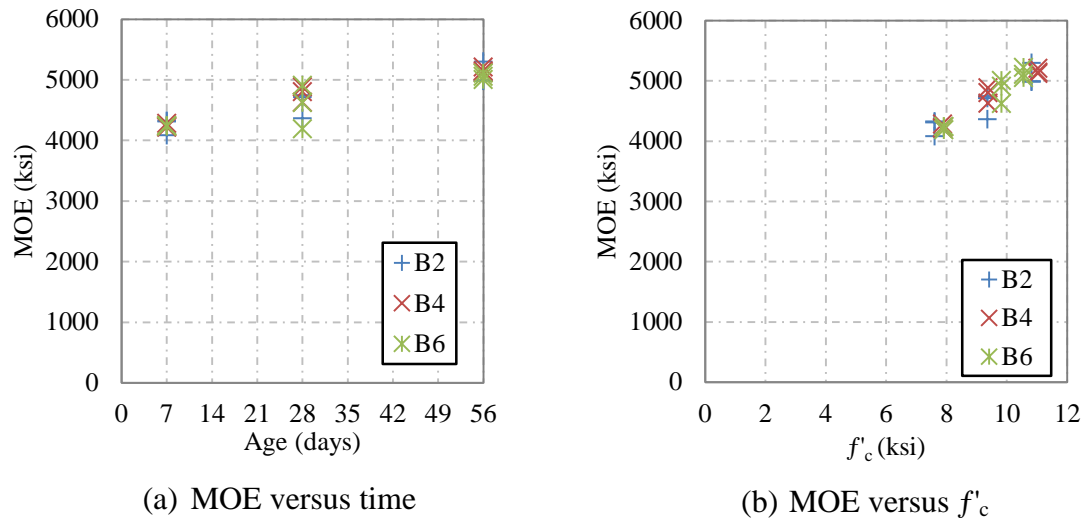 6000
5000
4000
3000
2000
1000
0
MOE (ksi)
0 7 14 21 28 35 42 49 56
Age (days)
B2
B4
B6
(a) MOE versus time
6000
5000
4000
3000
2000
1000
0
MOE (ksi)
0 2 4 6 8 10 12
f'c (ksi)
B2
B4
B6
(b) MOE versus f'c